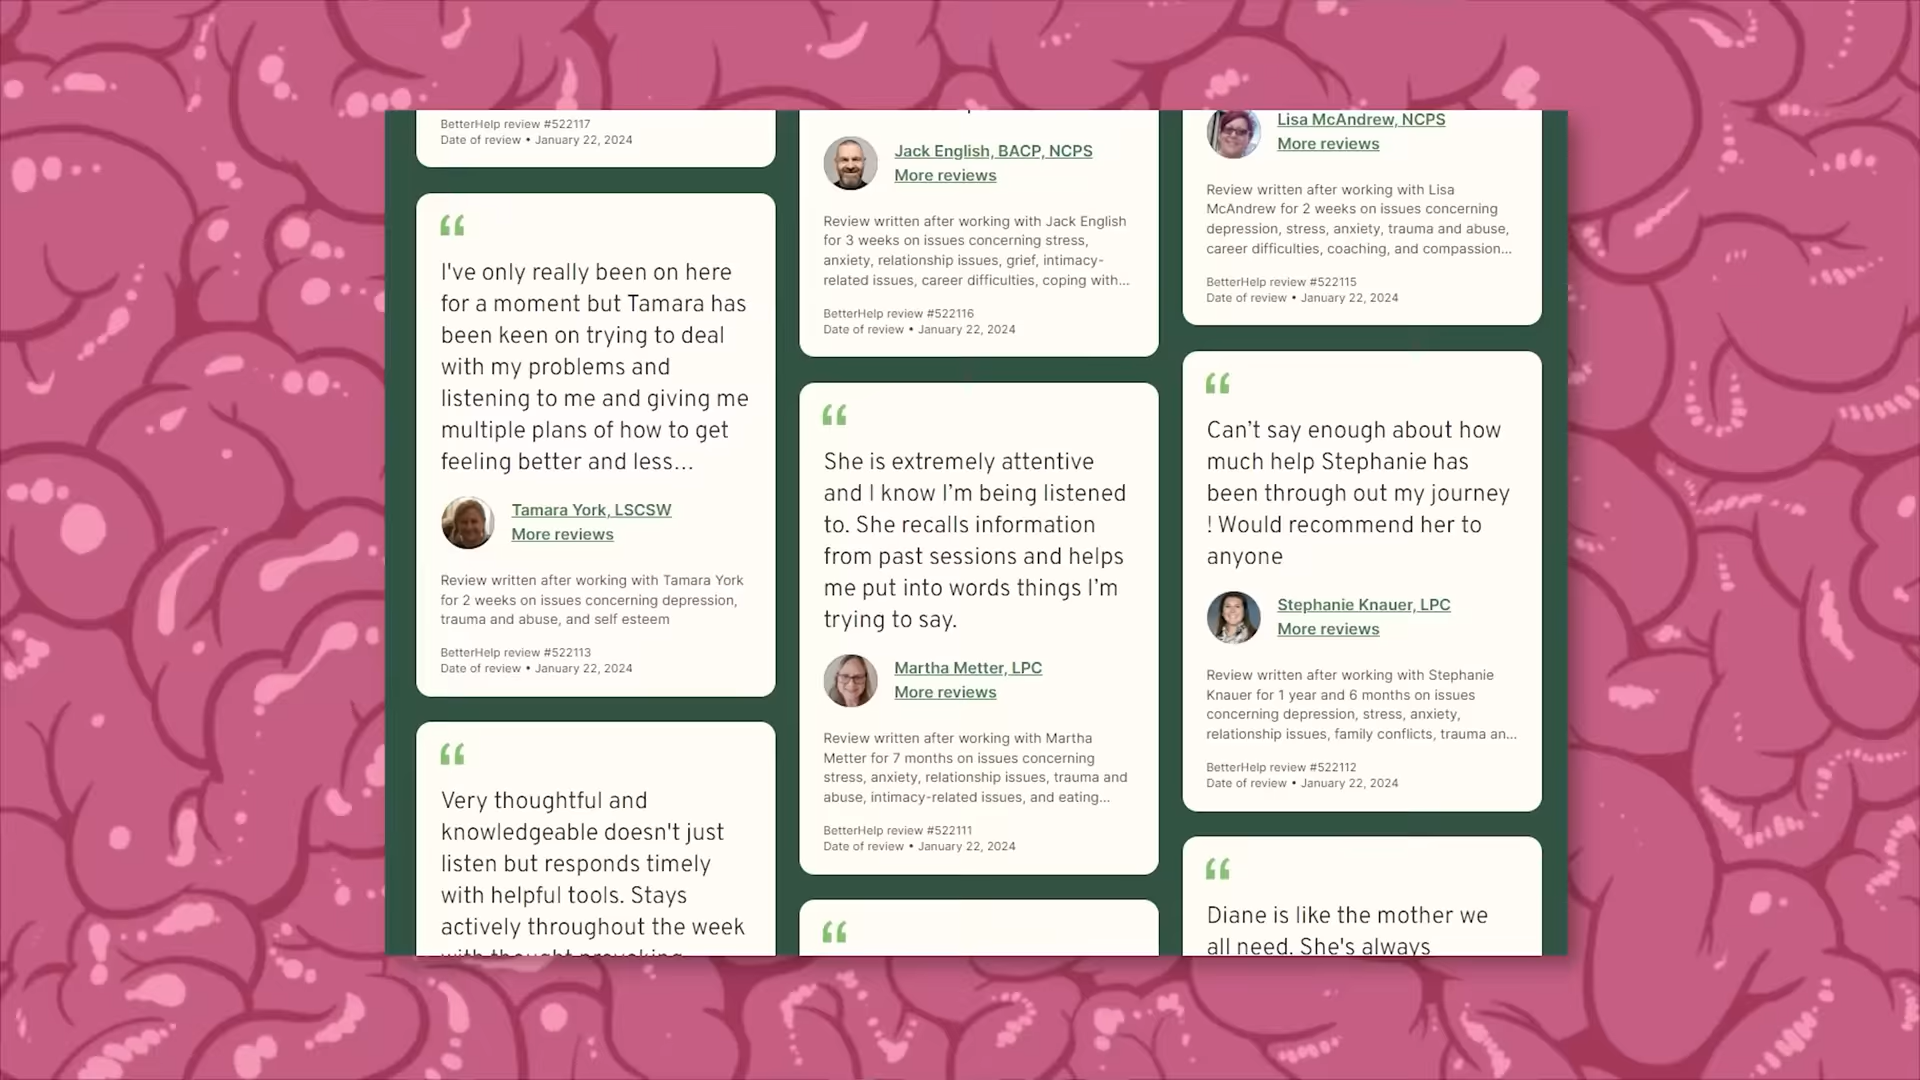 BetterHelp review #522117
Date of review • January 22, 2024
“
I've only really been on here
for a moment but Tamara has
been keen on trying to deal
with my problems and
listening to me and giving me
multiple plans of how to get
feeling better and less...
Tamara York, LSCSW
More reviews
Review written after working with Tamara York
for 2 weeks on issues concerning depression,
trauma and abuse, and self esteem
BetterHelp review #522113
Date of review • January 22, 2024
“
Very thoughtful and
knowledgeable doesn't just
listen but responds timely
with helpful tools. Stays
actively throughout the week
with thought provoking
Jack English, BACP, NCPS
More reviews
Review written after working with Jack English
for 3 weeks on issues concerning stress,
anxiety, relationship issues, grief, intimacy-
related issues, career difficulties, coping with...
BetterHelp review #522116
Date of review • January 22, 2024
“
She is extremely attentive
and I know I’m being listened
to. She recalls information
from past sessions and helps
me put into words things I’m
trying to say.
Martha Metter, LPC
More reviews
Review written after working with Martha
Metter for 7 months on issues concerning
stress, anxiety, relationship issues, trauma and
abuse, intimacy-related issues, and eating...
BetterHelp review #522111
Date of review • January 22, 2024
“
Lisa McAndrew, NCPS
More reviews
Review written after working with Lisa
McAndrew for 2 weeks on issues concerning
depression, stress, anxiety, trauma and abuse,
career difficulties, coaching, and compassion...
BetterHelp review #522115
Date of review • January 22, 2024
“
Can’t say enough about how
much help Stephanie has
been through out my journey
! Would recommend her to
anyone
Stephanie Knauer, LPC
More reviews
Review written after working with Stephanie
Knauer for 1 year and 6 months on issues
concerning depression, stress, anxiety,
relationship issues, family conflicts, trauma an...
BetterHelp review #522112
Date of review • January 22, 2024
“
Diane is like the mother we
all need. She's always